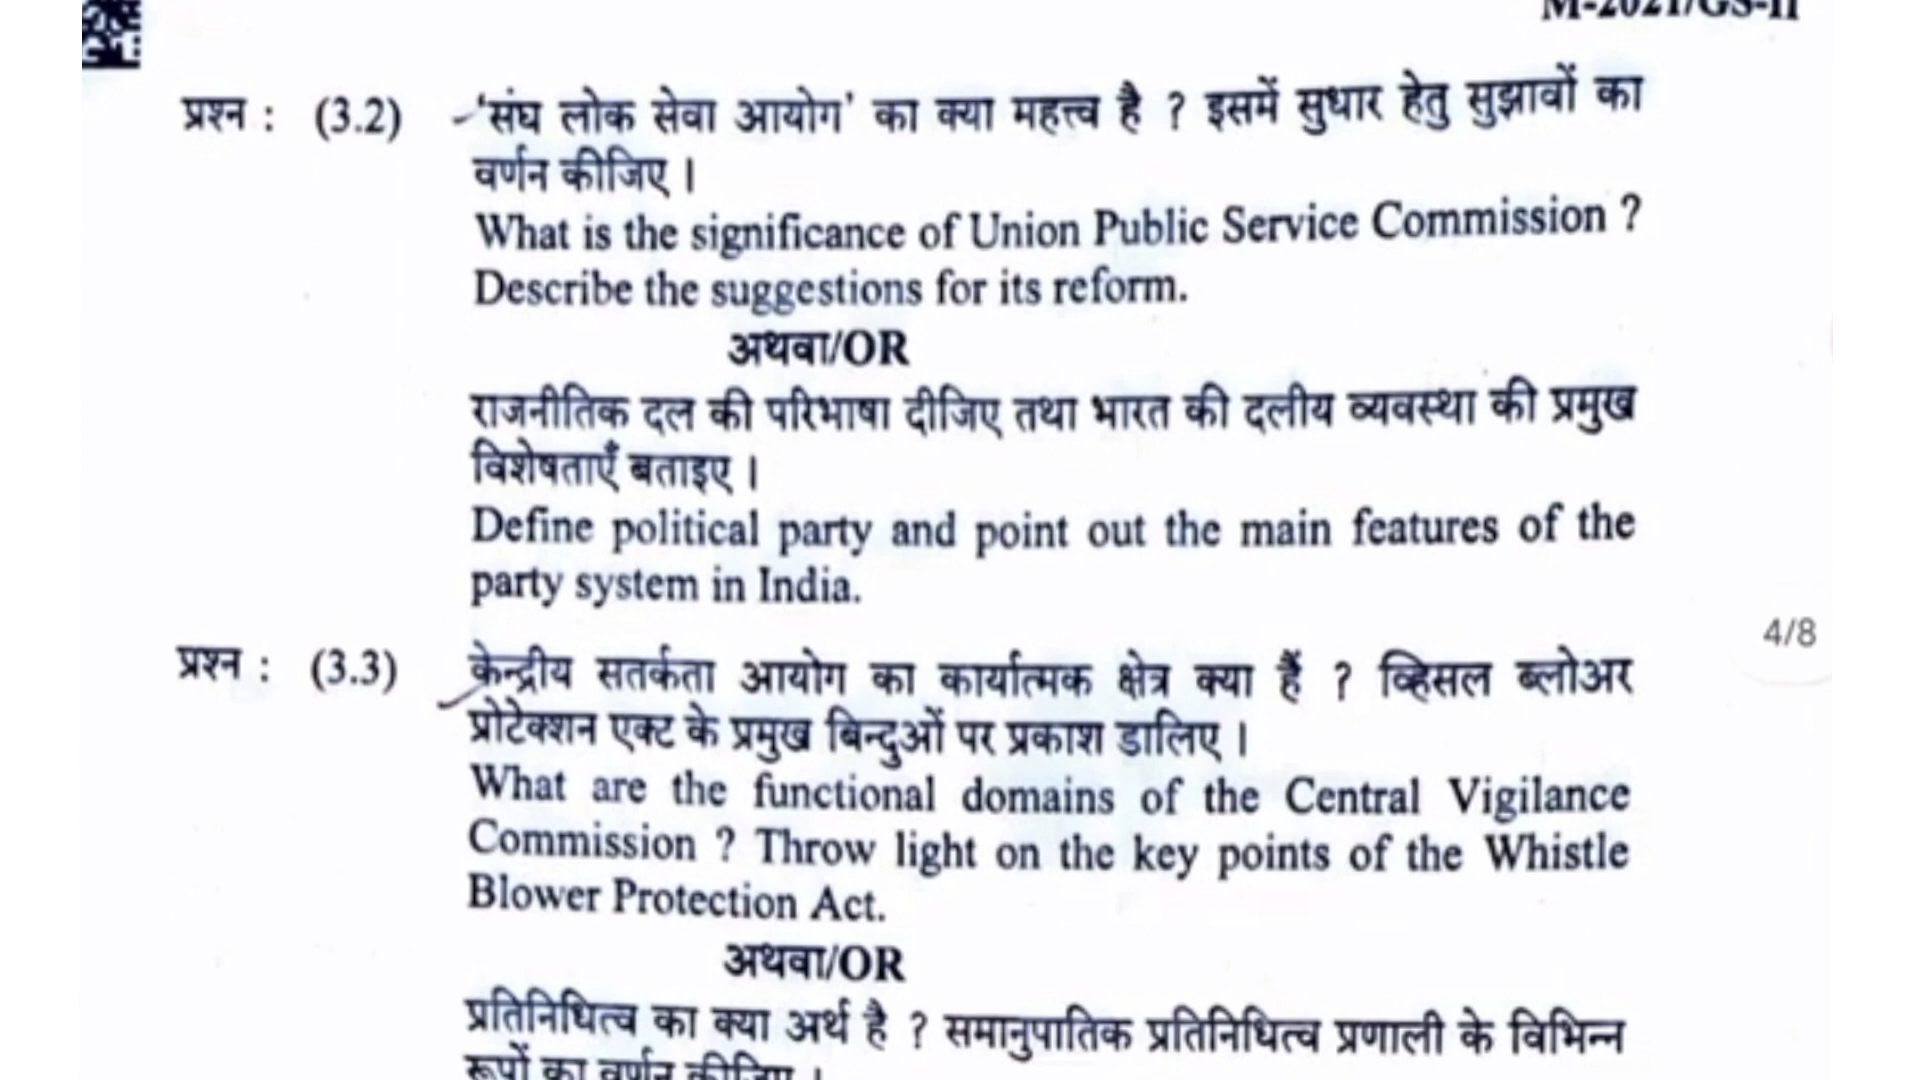 M-2021/GS-II
प्रश्न : (3.2) 'संघ लोक सेवा आयोग' का क्या महत्त्व है ? इसमें सुधार हेतु सुझावों का
वर्णन कीजिए ।
What is the significance of Union Public Service Commission ?
Describe the suggestions for its reform.
अथवा/OR
राजनीतिक दल की परिभाषा दीजिए तथा भारत की दलीय व्यवस्था की प्रमुख
विशेषताएँ बताइए ।
Define political party and point out the main features of the
party system in India.
4/8
प्रश्न : (3.3) केन्द्रीय सतर्कता आयोग का कार्यात्मक क्षेत्र क्या हैं ? व्हिसल ब्लोअर
प्रोटेक्शन एक्ट के प्रमुख बिन्दुओं पर प्रकाश डालिए ।
What are the functional domains of the Central Vigilance
Commission ? Throw light on the key points of the Whistle
Blower Protection Act.
अथवा/OR
प्रतिनिधित्व का क्या अर्थ है ? समानुपातिक प्रतिनिधित्व प्रणाली के विभिन्न
रूपों का वर्णन कीजिए ।